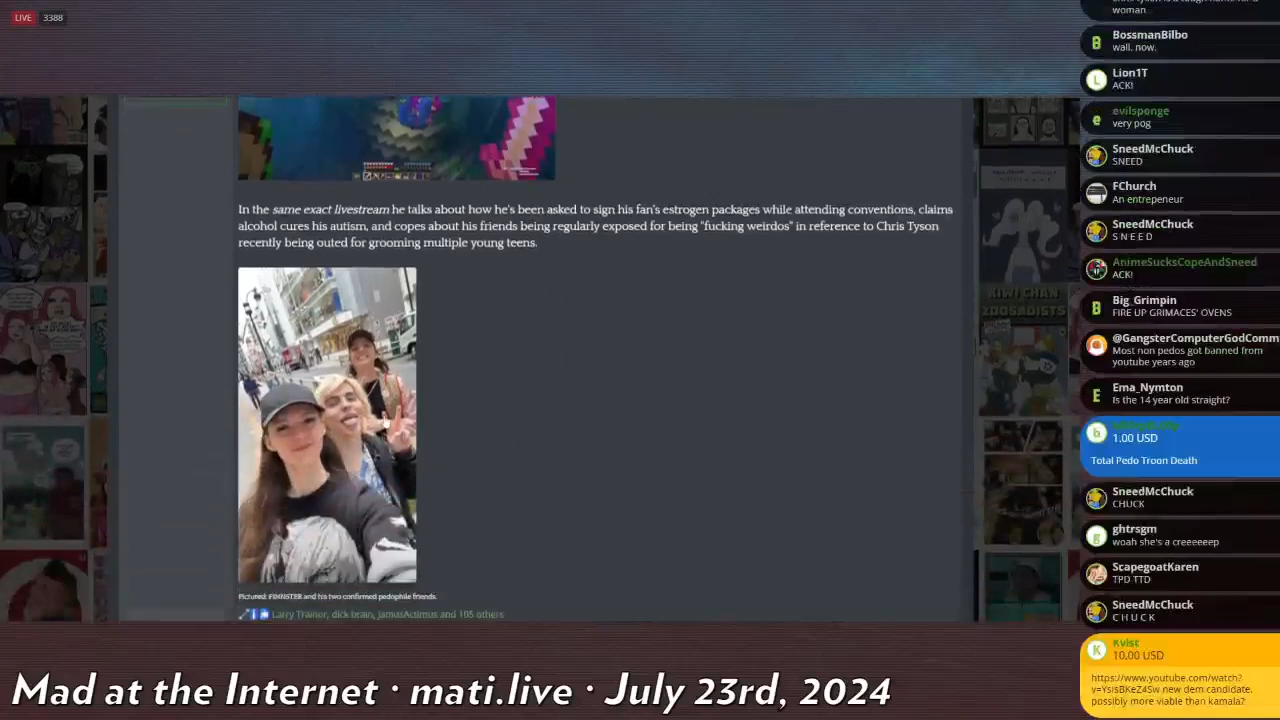 LIVE 3388
woman
BossmanBilbo
wall. now.
Lion1T
ACK!
evilsponge
very pog
SneedMcChuck
SNEED
FChurch
An entrepeneur
SneedMcChuck
S N E E D
AnimeSucksCopeAndSneed
ACK!
Big_Grimpin
FIRE UP GRIMACES' OVENS
@GangsterComputerGodComm
Most non pedos got banned from
youtube years ago
Ema_Nymton
Is the 14 year old straight?
1.00 USD
Total Pedo Troon Death
SneedMcChuck
CHUCK
ghtrsgm
woah she's a creeeeeep
ScapegoatKaren
TPD TTD
SneedMcChuck
C H U C K
Kvist
10.00 USD
https://www.youtube.com/watch?
v=YsisBKeZ4Sw new dem candidate.
possibly more viable than kamala?
In the same exact livestream he talks about how he's been asked to sign his fan's estrogen packages while attending conventions, claims
alcohol cures his autism, and copes about his friends being regularly exposed for being "fucking weirdos" in reference to Chris Tyson
recently being outed for grooming multiple young teens.
Pictured: F1NN5TER and his two confirmed pedophile friends.
Larry Trainor, dick brain, JamusActimus and 105 others
KIWI CHAN
ZOOSADISTS
Mad at the Internet · mati.live · July 23rd, 2024